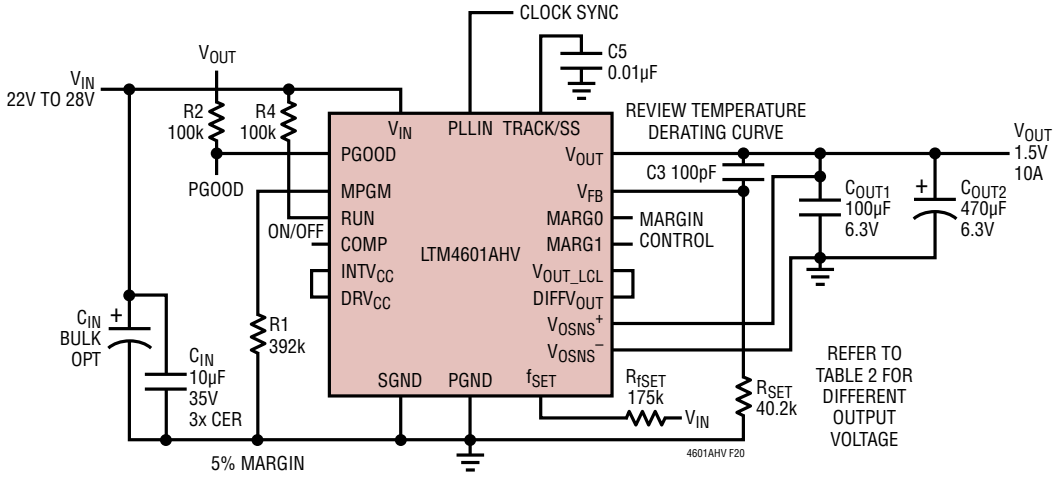 CLOCK SYNC
C5
0.01µF
VOUT
VIN
22V TO 28V
R2
100k
R4
100k
REVIEW TEMPERATURE
DERATING CURVE
VIN
PLLIN
TRACK/SS
VOUT
1.5V
10A
PGOOD
VOUT
C3 100pF
PGOOD
MPGM
VFB
COUT1
100µF
6.3V
+
COUT2
470µF
6.3V
RUN
MARG0
MARGIN
CONTROL
ON/OFF
COMP
LTM4601AHV
MARG1
INTVCC
VOUT_LCL
DRVCC
DIFFVOUT
CIN
BULK
OPT
+
R1
392k
VOSNS+
VOSNS–
CIN
10µF
35V
3x CER
REFER TO
TABLE 2 FOR
DIFFERENT
OUTPUT
VOLTAGE
SGND
PGND
fSET
RfSET
175k
VIN
RSET
40.2k
5% MARGIN
4601AHV F20